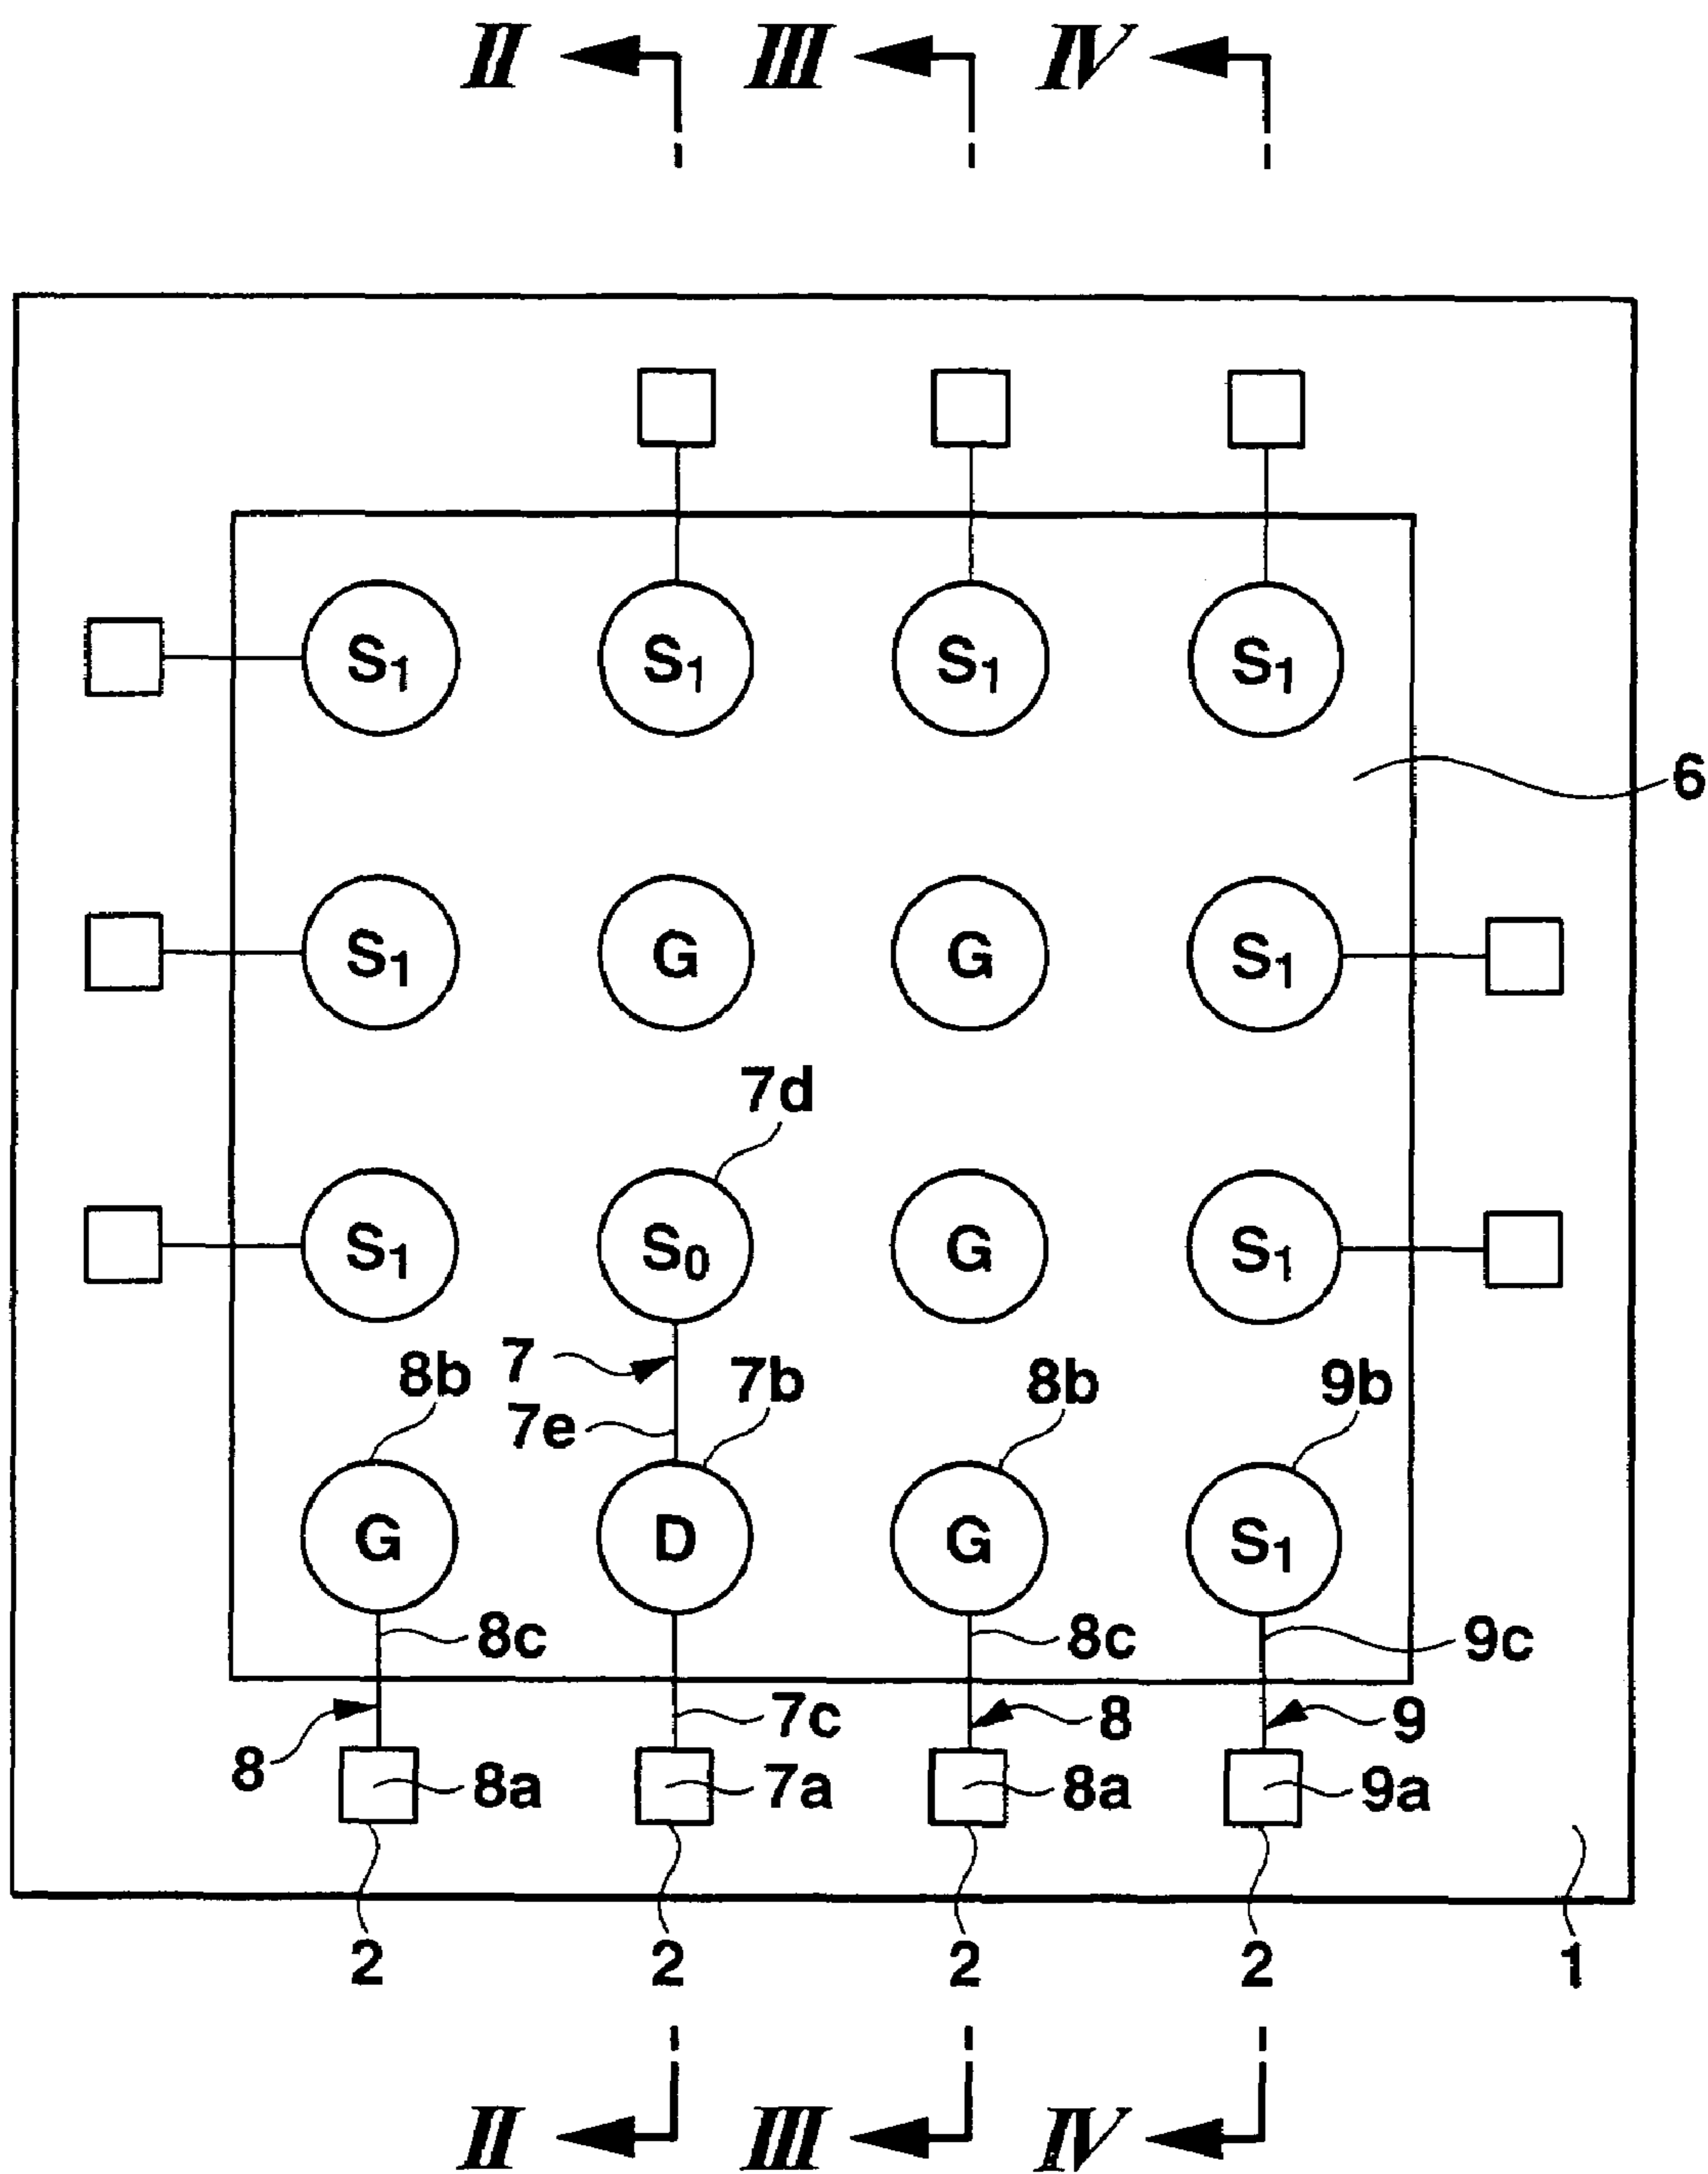 II III IV
S1 S1 S1 S1
6
S1 G G S1
7d
S1 S0 G S1
7
8b 7b 8b 9b
7e
G D G S1
8c 8c 9c
7c 8 9
8 8a 7a 8a 9a
2 2 2 2 1
II III IV